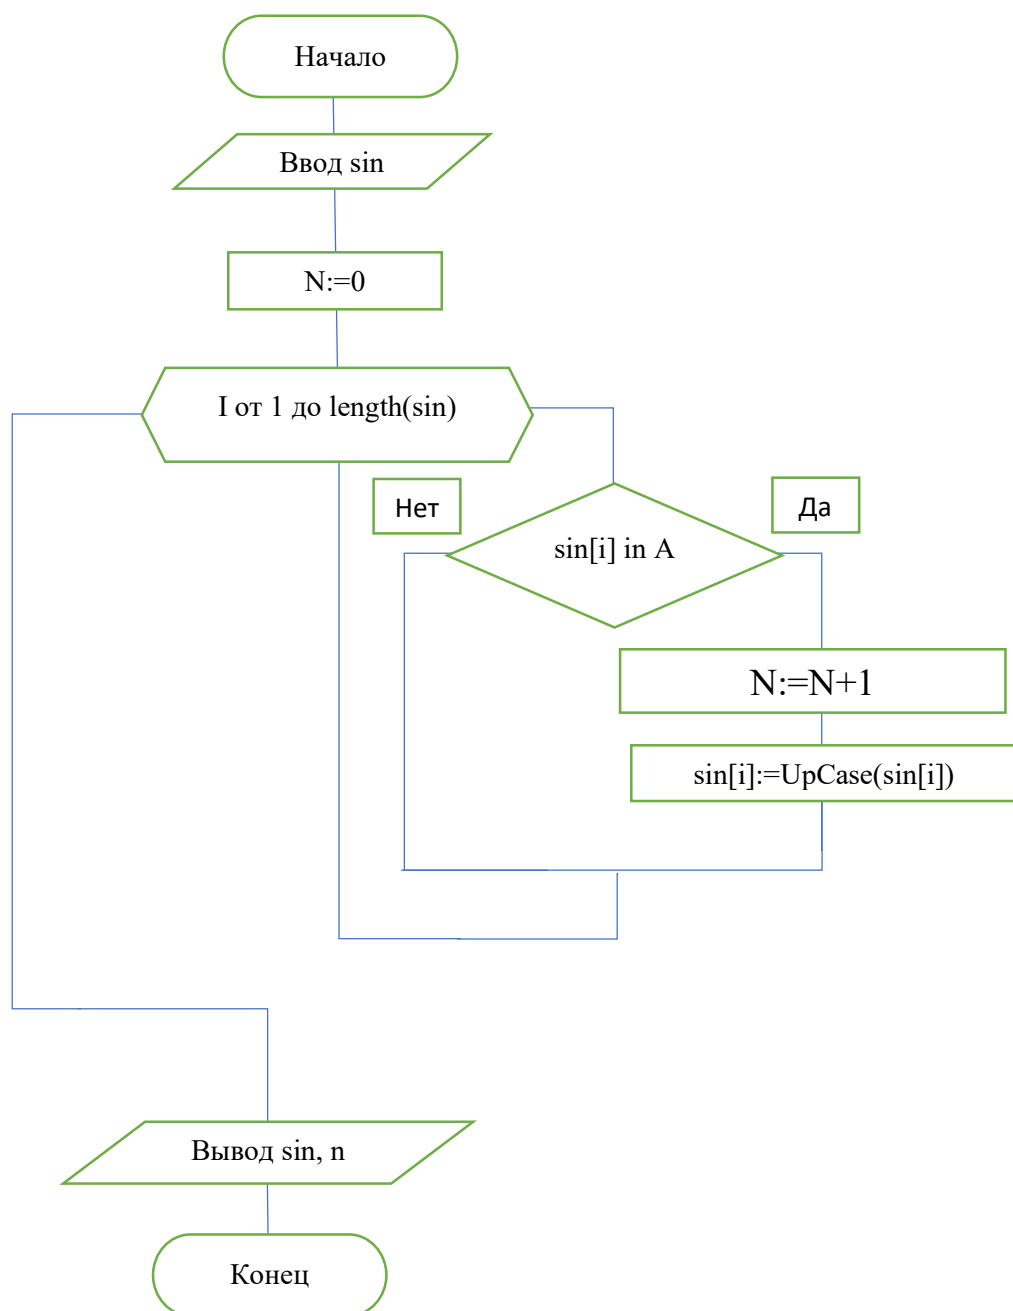 Начало
Ввод sin
N:=0
I от 1 до length(sin)
Нет
Да
sin[i] in A
N:=N+1
sin[i]:=UpCase(sin[i])
Вывод sin, n
Конец